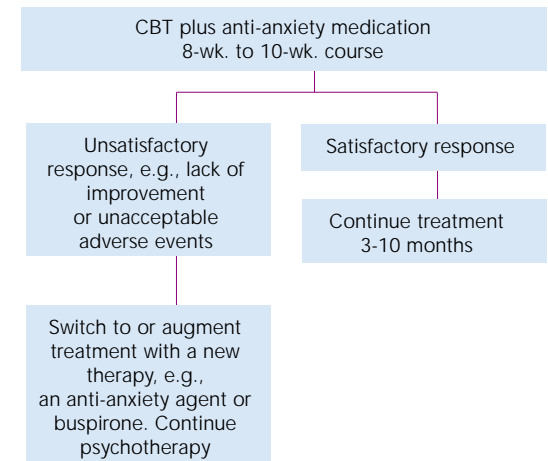 CBT plus anti-anxiety medication
8-wk. to 10-wk. course
Unsatisfactory
response, e.g., lack of
improvement
or unacceptable
adverse events
Satisfactory response
Continue treatment
3-10 months
Switch to or augment
treatment with a new
therapy, e.g.,
an anti-anxiety agent or
buspirone. Continue
psychotherapy